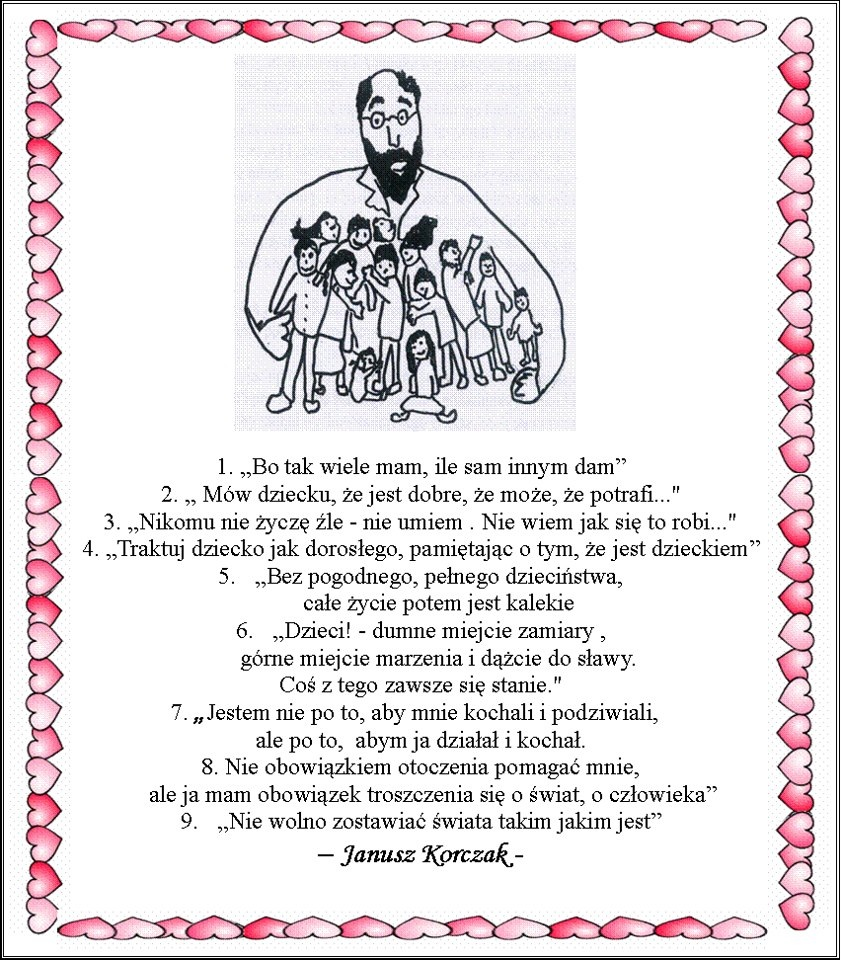 1. „Bo tak wiele mam, ile sam innym dam”
2. „ Mów dziecku, że jest dobre, że może, że potrafi..."
3. „Nikomu nie życzę źle - nie umiem . Nie wiem jak się to robi..."
4. „Traktuj dziecko jak dorosłego, pamiętając o tym, że jest dzieckiem”
5. „Bez pogodnego, pełnego dzieciństwa,
całe życie potem jest kalekie
6. „Dzieci! - dumne miejcie zamiary ,
górne miejcie marzenia i dążcie do sławy.
Coś z tego zawsze się stanie."
7. „Jestem nie po to, aby mnie kochali i podziwiali,
ale po to, abym ja działał i kochał.
8. Nie obowiązkiem otoczenia pomagać mnie,
ale ja mam obowiązek troszczenia się o świat, o człowieka”
9. „Nie wolno zostawiać świata takim jakim jest”
– Janusz Korczak -